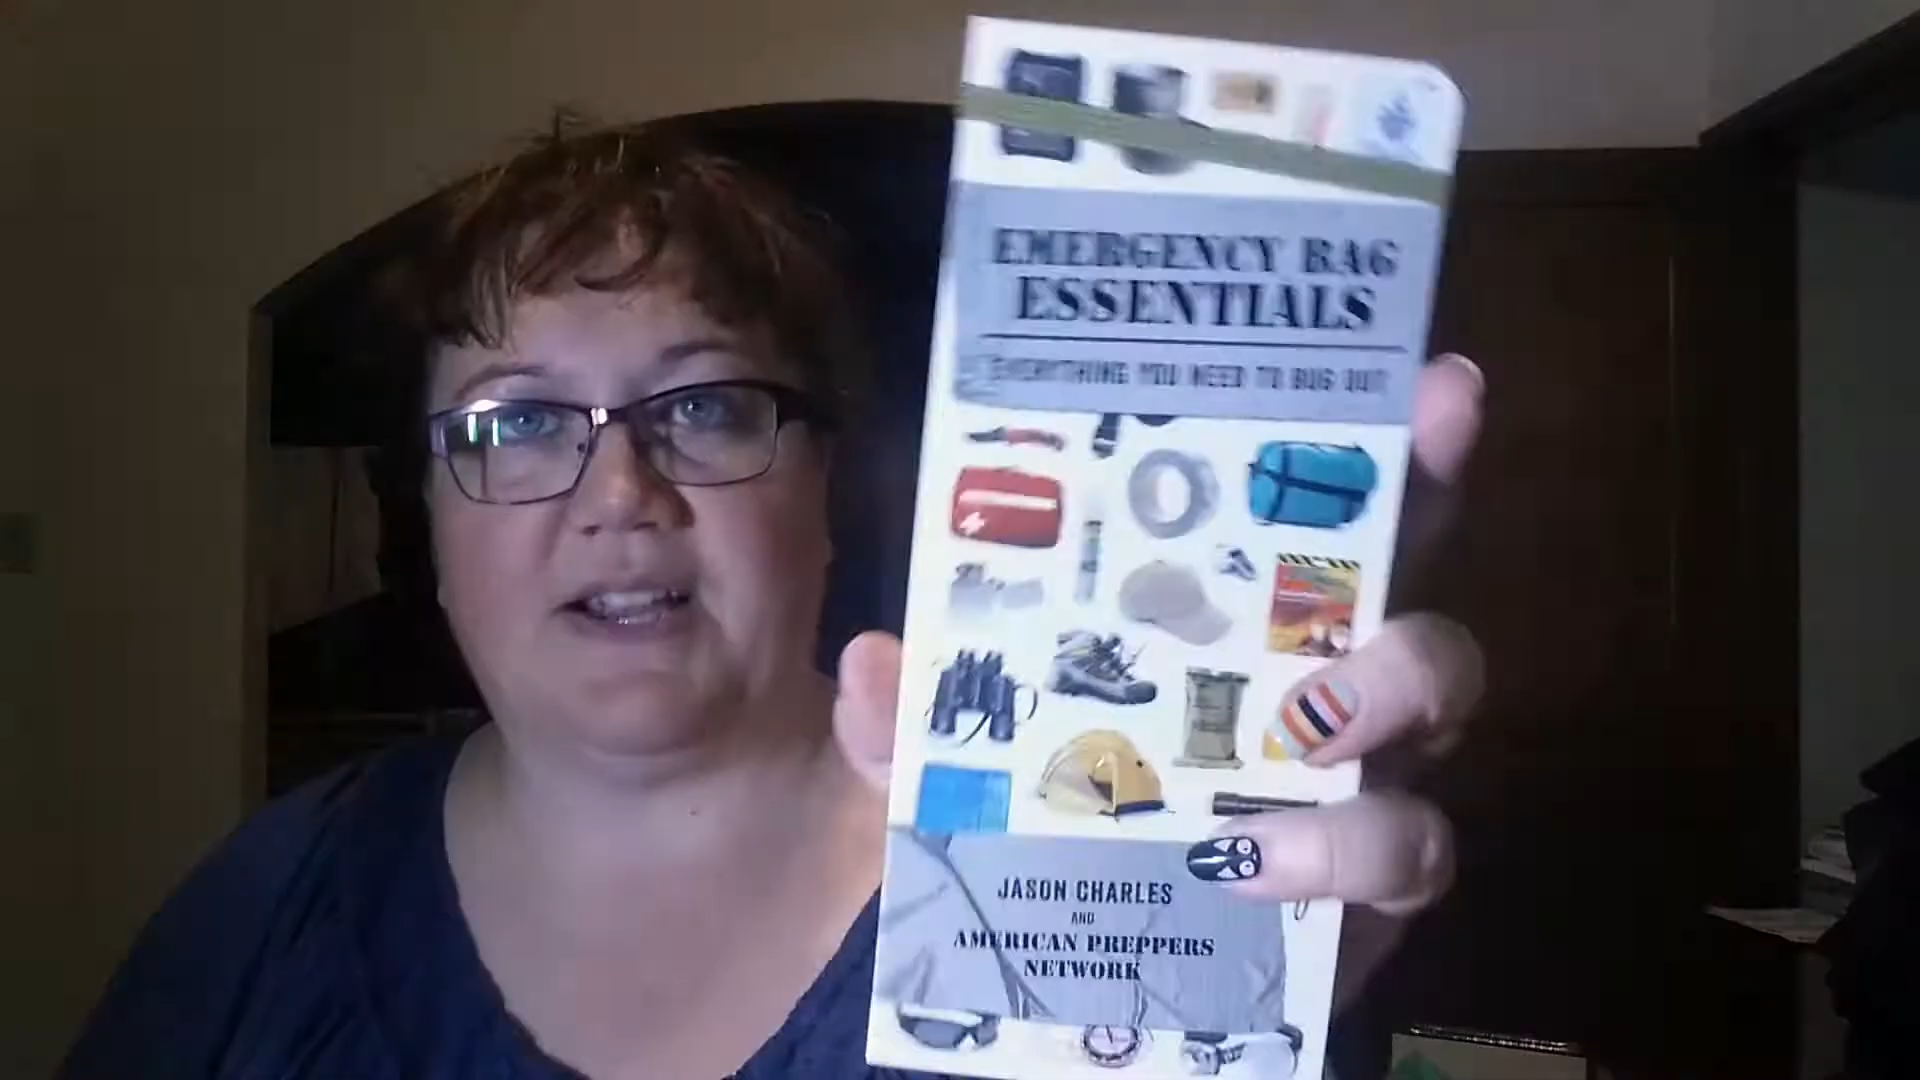 EMERGENCY BAG
ESSENTIALS
EVERYTHING YOU NEED TO BUG OUT
JASON CHARLES
AND
AMERICAN PREPPERS
NETWORK